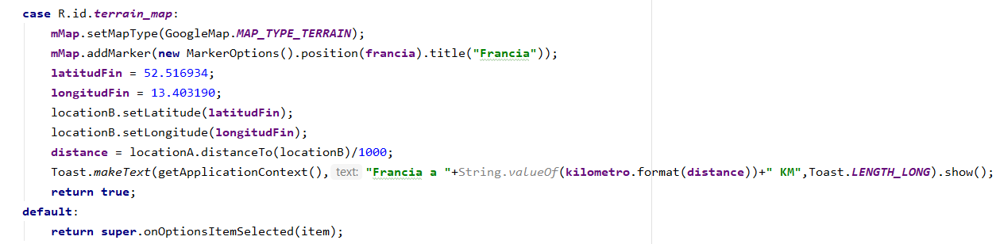 case R.id.terrain_map:
mMap.setMapType(GoogleMap.MAP_TYPE_TERRAIN);
mMap.addMarker(new MarkerOptions().position(francia).title("Francia"));
latitudFin = 52.516934;
longitudFin = 13.403190;
locationB.setLatitude(latitudFin);
locationB.setLongitude(longitudFin);
distance = locationA.distanceTo(locationB)/1000;
Toast.makeText(getApplicationContext(), text: "Francia a "+String.valueOf(kilometro.format(distance))+" KM",Toast.LENGTH_LONG).show();
return true;
default:
return super.onOptionsItemSelected(item);